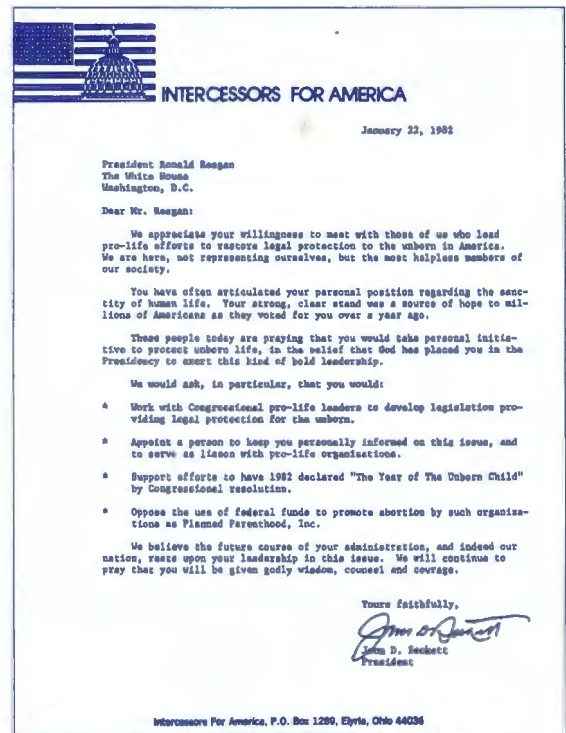 INTERCESSORS FOR AMERICA
January 22, 1982
President Ronald Reagan
The White House
Washington, D.C.
Dear Mr. Reagan:
We appreciate your willingness to meet with those of us who lead
pro-life efforts to restore legal protection to the unborn in America.
We are here, not representing ourselves, but the most helpless members of
our society.
You have often articulated your personal position regarding the sanc-
tity of human life. Your strong, clear stand was a source of hope to mil-
lions of Americans as they voted for you over a year ago.
These people today are praying that you would take personal initia-
tive to protect unborn life, in the belief that God has placed you in the
Presidency to exert this kind of bold leadership.
We would ask, in particular, that you would:
* Work with Congressional pro-life leaders to develop legislation pro-
viding legal protection for the unborn.
* Appoint a person to keep you personally informed on this issue, and
to serve as liason with pro-life organizations.
* Support efforts to have 1982 declared "The Year of The Unborn Child"
by Congressional resolution.
* Oppose the use of federal funds to promote abortion by such organiza-
tions as Planned Parenthood, Inc.
We believe the future course of your administration, and indeed our
nation, rests upon your leadership in this issue. We will continue to
pray that you will be given godly wisdom, counsel and courage.
Yours faithfully,
John D. Beckett
John D. Beckett
President
Intercessors For America, P.O. Box 1289, Elyria, Ohio 44036